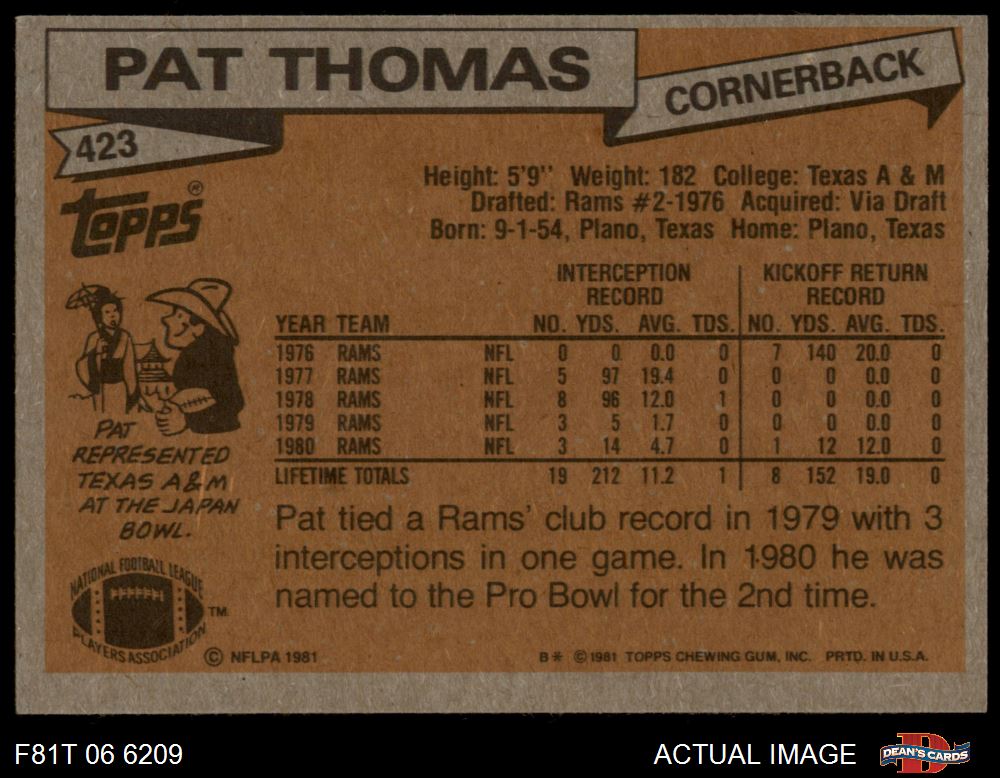 PAT THOMAS
CORNERBACK
423
TOPPS®
Height: 5'9" Weight: 182 College: Texas A & M
Drafted: Rams #2-1976 Acquired: Via Draft
Born: 9-1-54, Plano, Texas Home: Plano, Texas
INTERCEPTION RECORD KICKOFF RETURN RECORD
YEAR TEAM NO. YDS. AVG. TDS. NO. YDS. AVG. TDS.
1976 RAMS NFL 0 0 0.0 0 7 140 20.0 0
1977 RAMS NFL 5 97 19.4 0 0 0 0.0 0
1978 RAMS NFL 8 96 12.0 1 0 0 0.0 0
1979 RAMS NFL 3 5 1.7 0 0 0 0.0 0
1980 RAMS NFL 3 14 4.7 0 1 12 12.0 0
LIFETIME TOTALS 19 212 11.2 1 8 152 19.0 0
PAT
REPRESENTED
TEXAS A&M
AT THE JAPAN
BOWL.
Pat tied a Rams' club record in 1979 with 3
interceptions in one game. In 1980 he was
named to the Pro Bowl for the 2nd time.
NATIONAL FOOTBALL LEAGUE
PLAYERS ASSOCIATION
TM
© NFLPA 1981
B* © 1981 TOPPS CHEWING GUM, INC. PRTD. IN U.S.A.
F81T 06 6209
ACTUAL IMAGE
D
DEAN'S CARDS